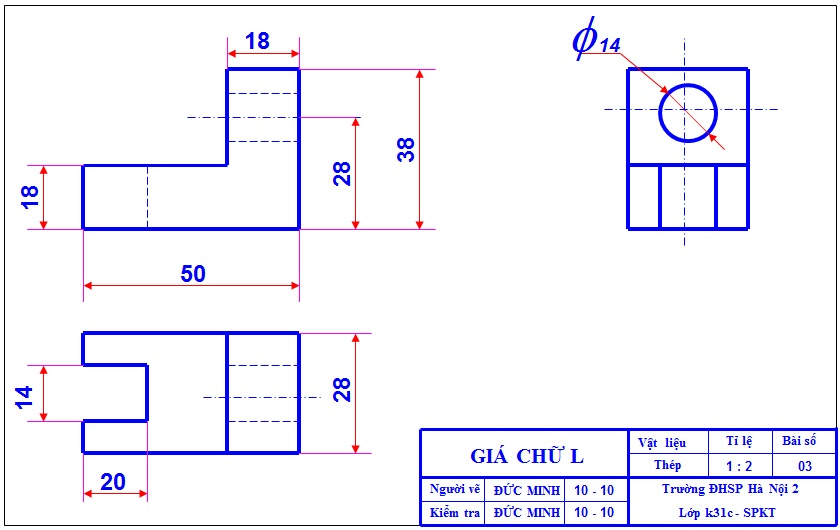 18
ϕ14
18
28
38
50
14
28
20
GIÁ CHỮ L
Vật liệu Tỉ lệ Bài số
Thép 1 : 2 03
Người vẽ ĐỨC MINH 10 - 10
Kiểm tra ĐỨC MINH 10 - 10
Trường ĐHSP Hà Nội 2
Lớp k31c - SPKT